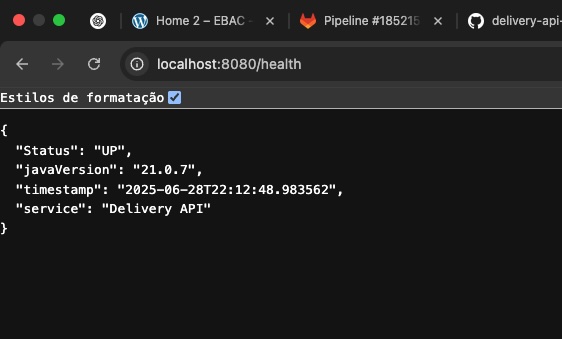 Home 2 – EBAC
Pipeline #185215
delivery-api-
localhost:8080/health
Estilos de formatação
{
"Status": "UP",
"javaVersion": "21.0.7",
"timestamp": "2025-06-28T22:12:48.983562",
"service": "Delivery API"
}